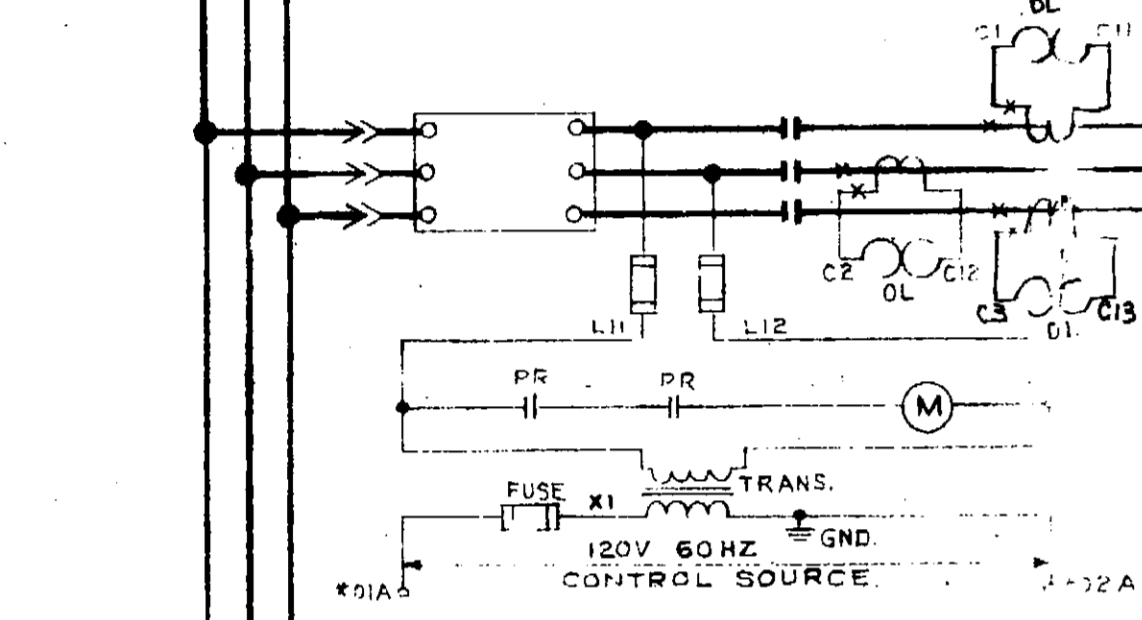 OL
C1 C11
C2 C12
OL
C3 C13
L11 L12
PR PR
M
TRANS.
FUSE X1
GND.
120V 60HZ
CONTROL SOURCE.
*01A